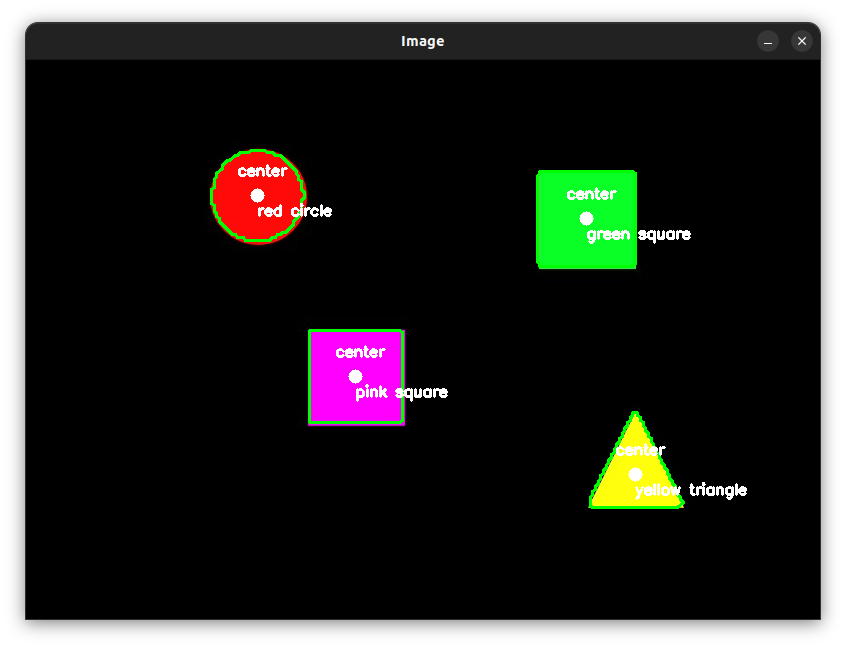 Image
center
red circle
center
green square
center
pink square
center
yellow triangle